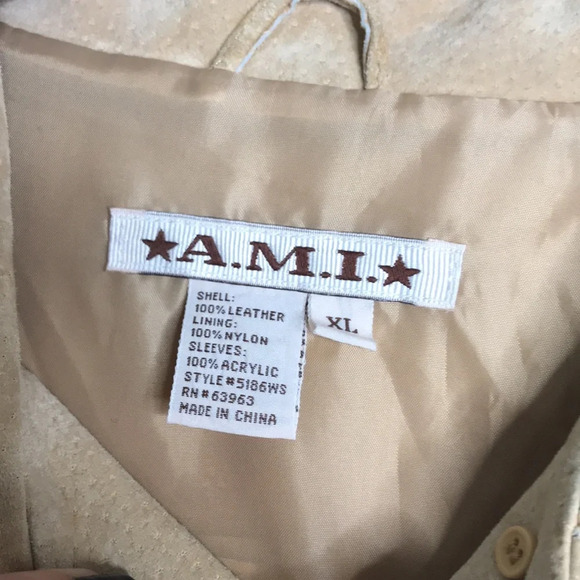 ★A.M.I.★
XL
SHELL:
100% LEATHER
LINING:
100% NYLON
SLEEVES:
100% ACRYLIC
STYLE #5186WS
RN # 63963
MADE IN CHINA